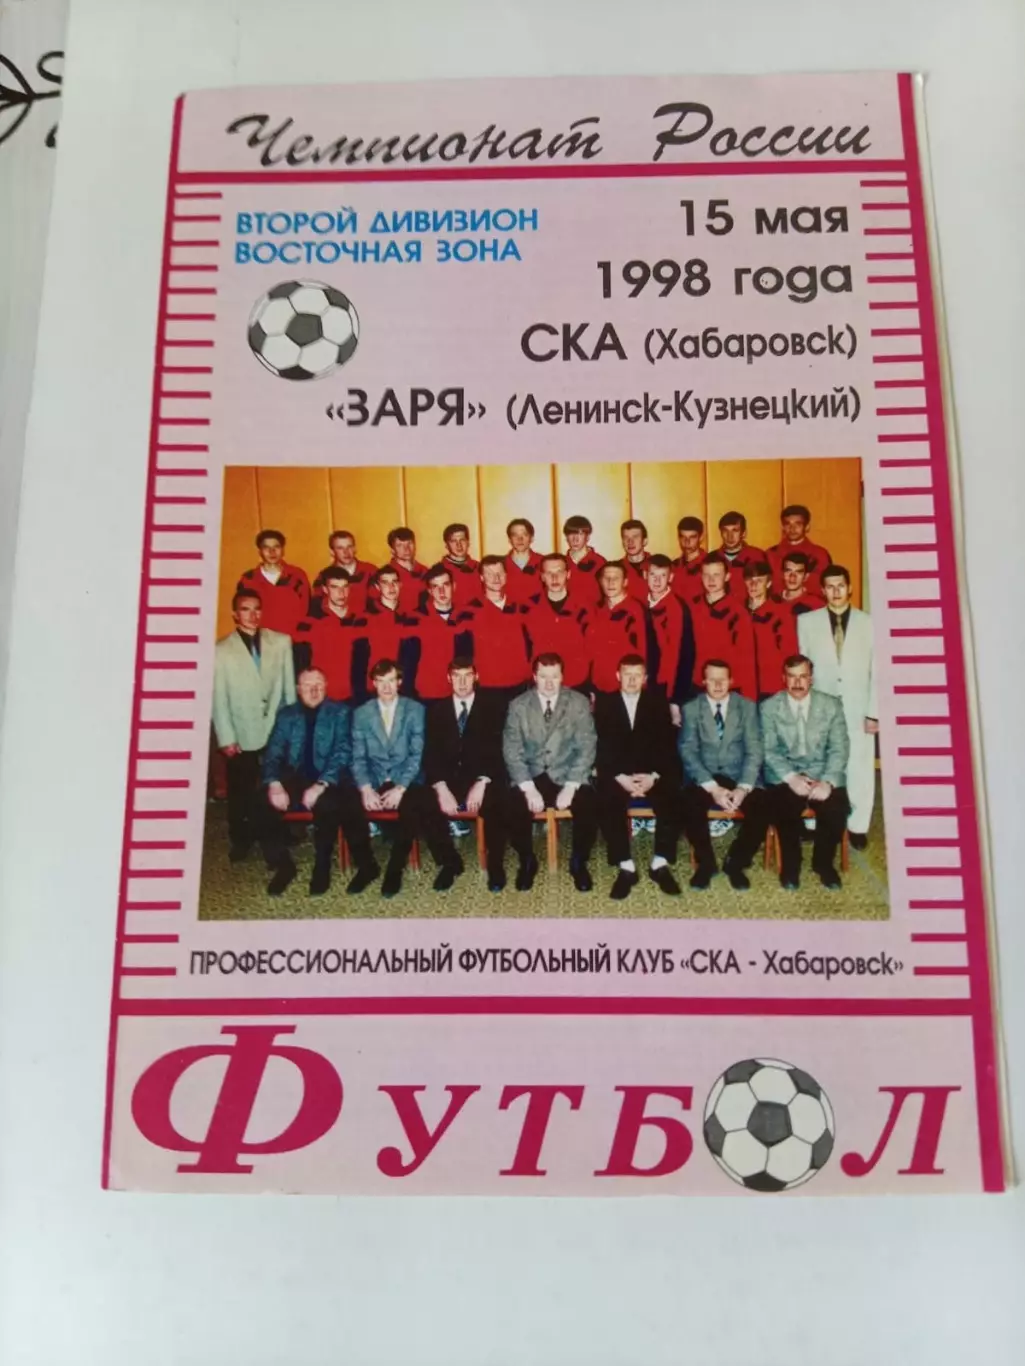 Чемпионат России
ВТОРОЙ ДИВИЗИОН
ВОСТОЧНАЯ ЗОНА
15 мая
1998 года
СКА (Хабаровск)
«ЗАРЯ» (Ленинск-Кузнецкий)
ПРОФЕССИОНАЛЬНЫЙ ФУТБОЛЬНЫЙ КЛУБ «СКА - Хабаровск»
ФУТБОЛ